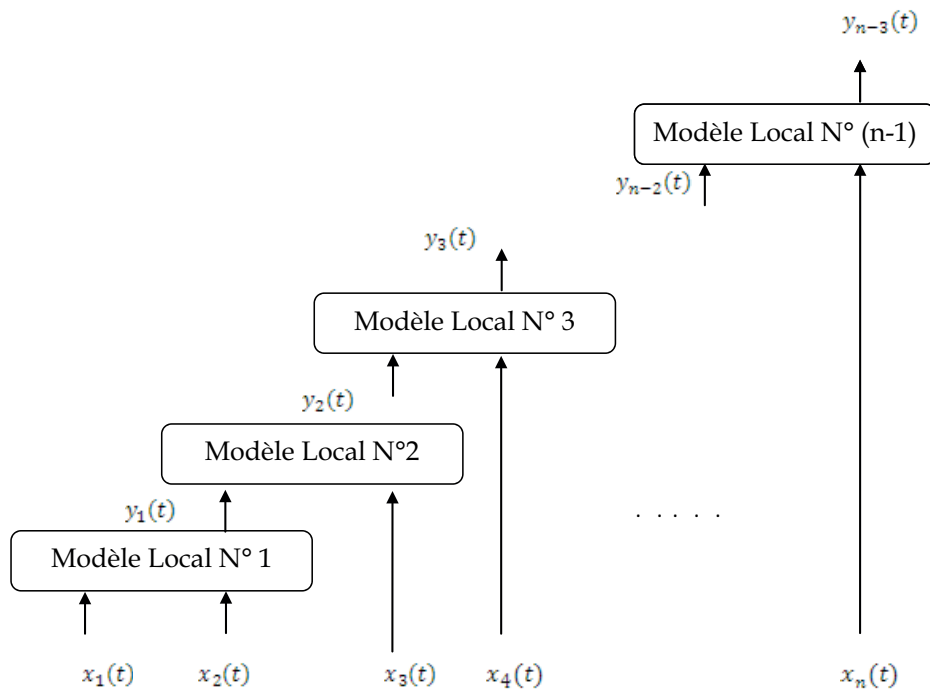 y_{n-3}(t)
Modèle Local N° (n-1)
y_{n-2}(t)
y_3(t)
Modèle Local N° 3
y_2(t)
Modèle Local N°2
y_1(t)
. . . . .
Modèle Local N° 1
x_1(t) x_2(t) x_3(t) x_4(t) x_n(t)